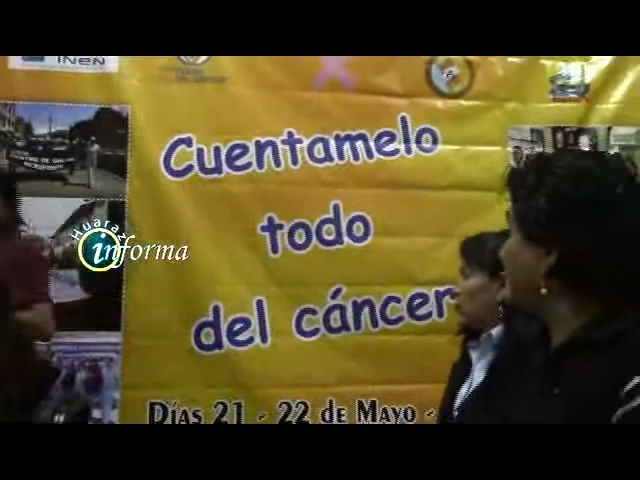 INEN
Cuentamelo
todo
del cáncer
Huaraz
informa
Días 21 - 22 de Mayo -